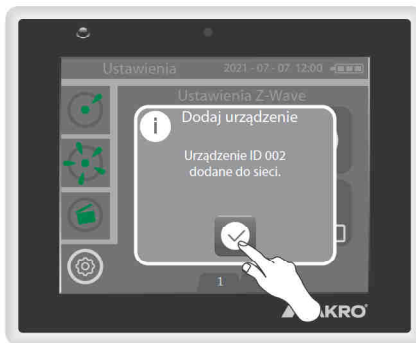 Ustawienia 2021 - 07 - 07 12:00
Ustawienia Z-Wave
Dodaj urządzenie
i
Urządzenie ID 002
dodane do sieci.
1
AKRO